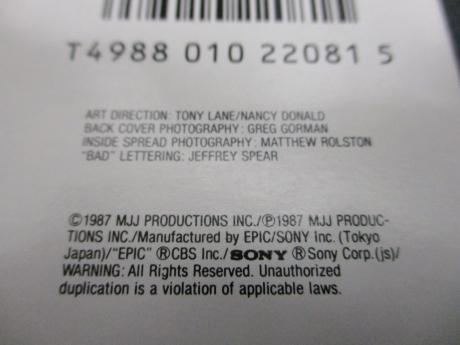 T4988 010 22081 5
ART DIRECTION: TONY LANE/NANCY DONALD
BACK COVER PHOTOGRAPHY: GREG GORMAN
INSIDE SPREAD PHOTOGRAPHY: MATTHEW ROLSTON
"BAD" LETTERING: JEFFREY SPEAR
©1987 MJJ PRODUCTIONS INC./℗1987 MJJ PRODUC-
TIONS INC./Manufactured by EPIC/SONY Inc. (Tokyo
Japan)/"EPIC" ®CBS Inc./SONY ®Sony Corp.(js)/
WARNING: All Rights Reserved. Unauthorized
duplication is a violation of applicable laws.